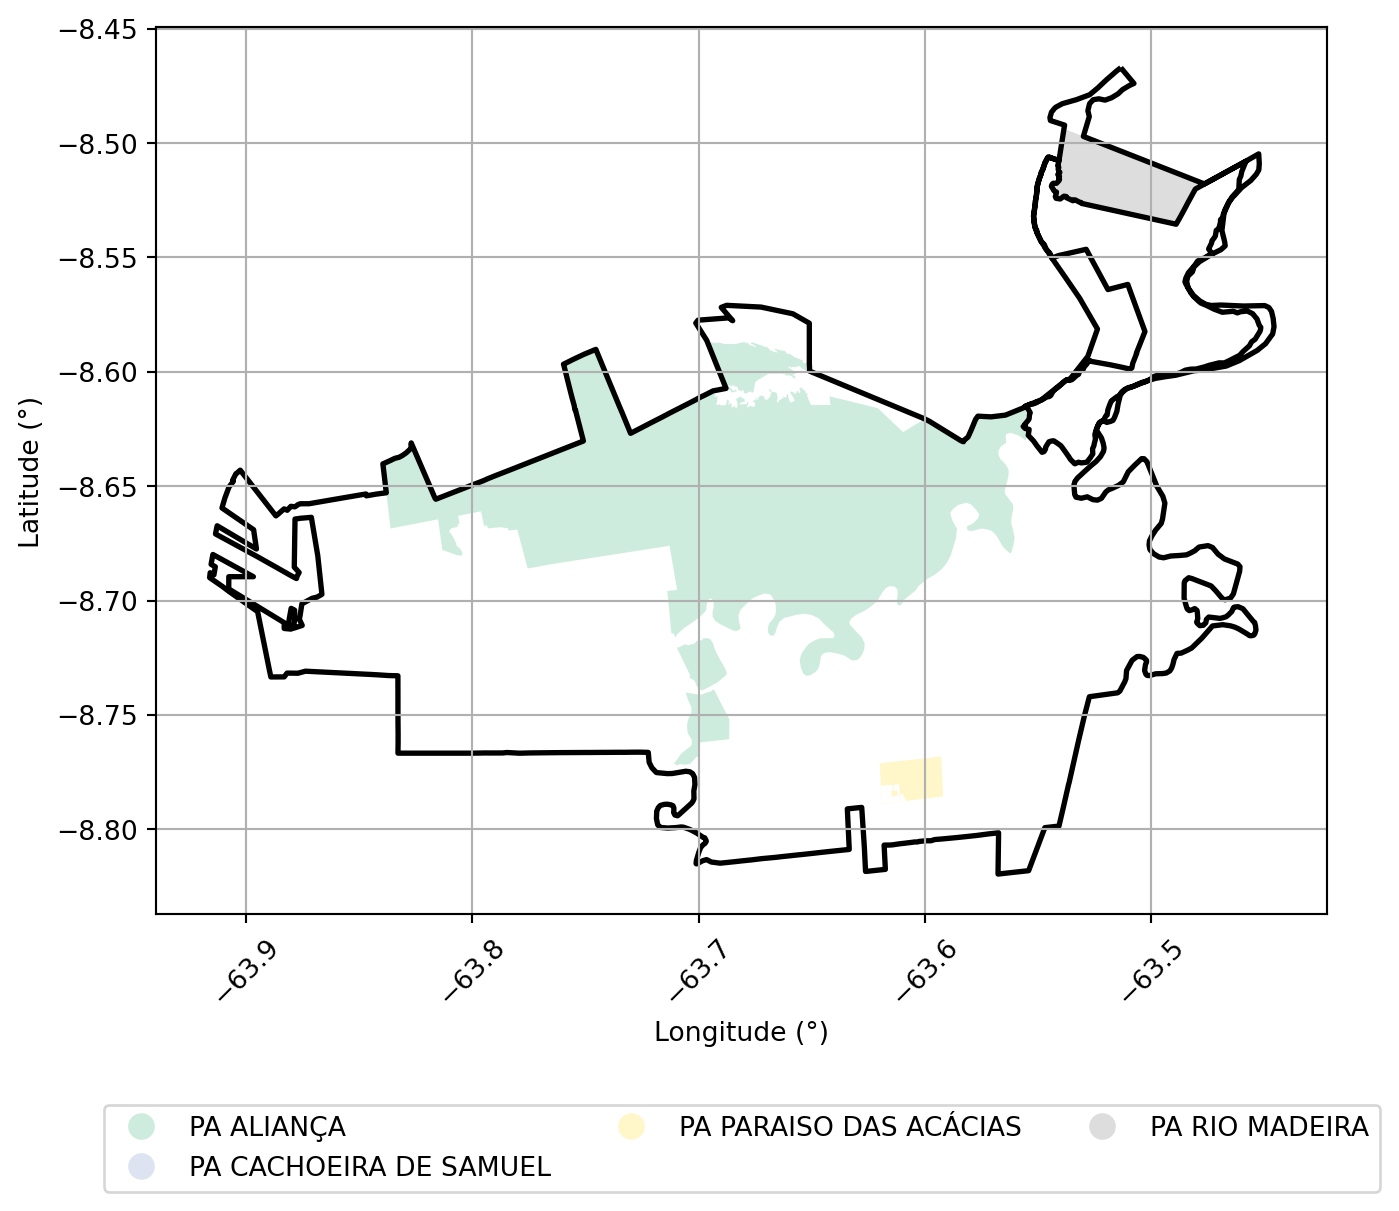 −8.45
−8.50
−8.55
−8.60
−8.65
−8.70
−8.75
−8.80
Latitude (°)
−63.9
−63.8
−63.7
−63.6
−63.5
Longitude (°)
PA ALIANÇA
PA PARAISO DAS ACÁCIAS
PA RIO MADEIRA
PA CACHOEIRA DE SAMUEL